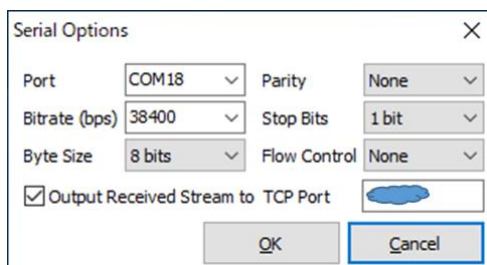 Serial Options
Port COM18 Parity None
Bitrate (bps) 38400 Stop Bits 1 bit
Byte Size 8 bits Flow Control None
Output Received Stream to TCP Port
OK Cancel